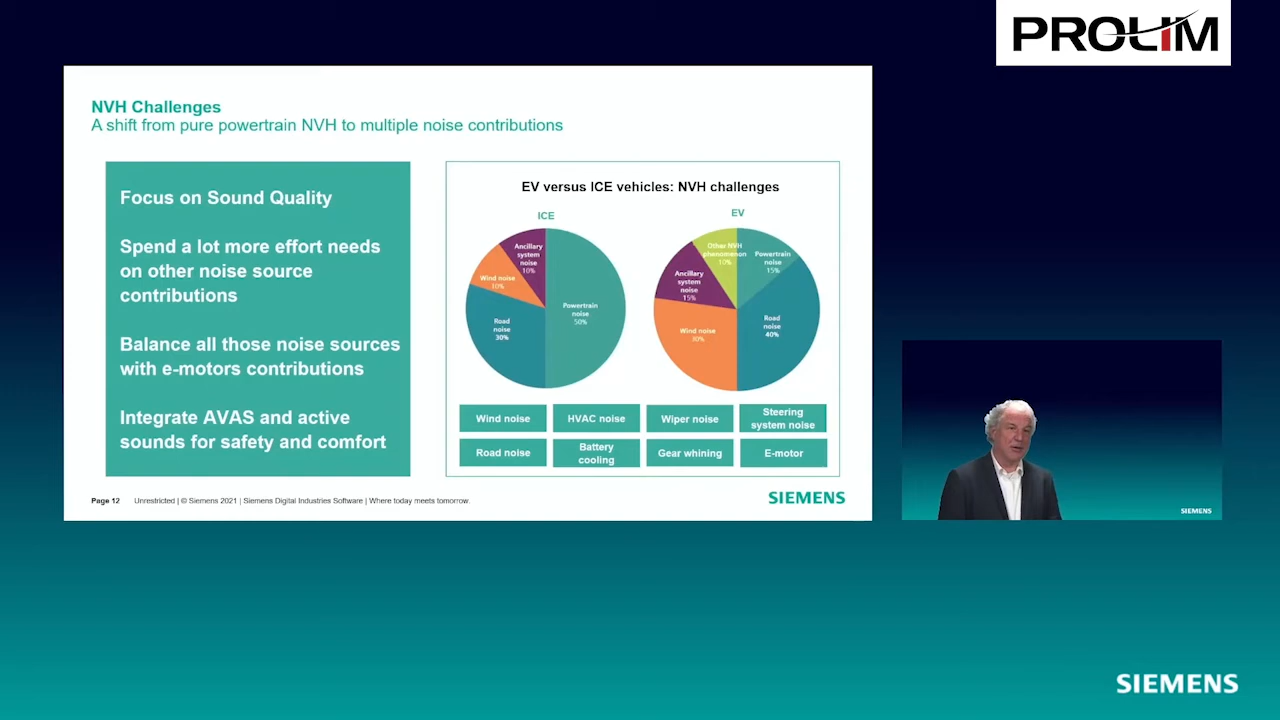 PROLIM
NVH Challenges
A shift from pure powertrain NVH to multiple noise contributions
Focus on Sound Quality
Spend a lot more effort needs
on other noise source
contributions
Balance all those noise sources
with e-motors contributions
Integrate AVAS and active
sounds for safety and comfort
EV versus ICE vehicles: NVH challenges
ICE
Ancillary
system
noise
10%
Wind noise
10%
Powertrain
noise
50%
Road
noise
30%
EV
Other NVH
phenomenon
10%
Powertrain
noise
15%
Ancillary
system
noise
15%
Road
noise
40%
Wind noise
30%
Wind noise
HVAC noise
Wiper noise
Steering
system noise
Road noise
Battery
cooling
Gear whining
E-motor
Page 12 Unrestricted | © Siemens 2021 | Siemens Digital Industries Software | Where today meets tomorrow.
SIEMENS
SIEMENS
SIEMENS